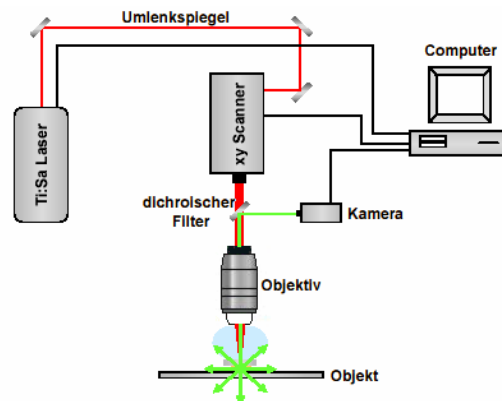 Umlenkspiegel
Computer
Ti:Sa Laser
xy Scanner
dichroischer
Filter
Kamera
Objektiv
Objekt